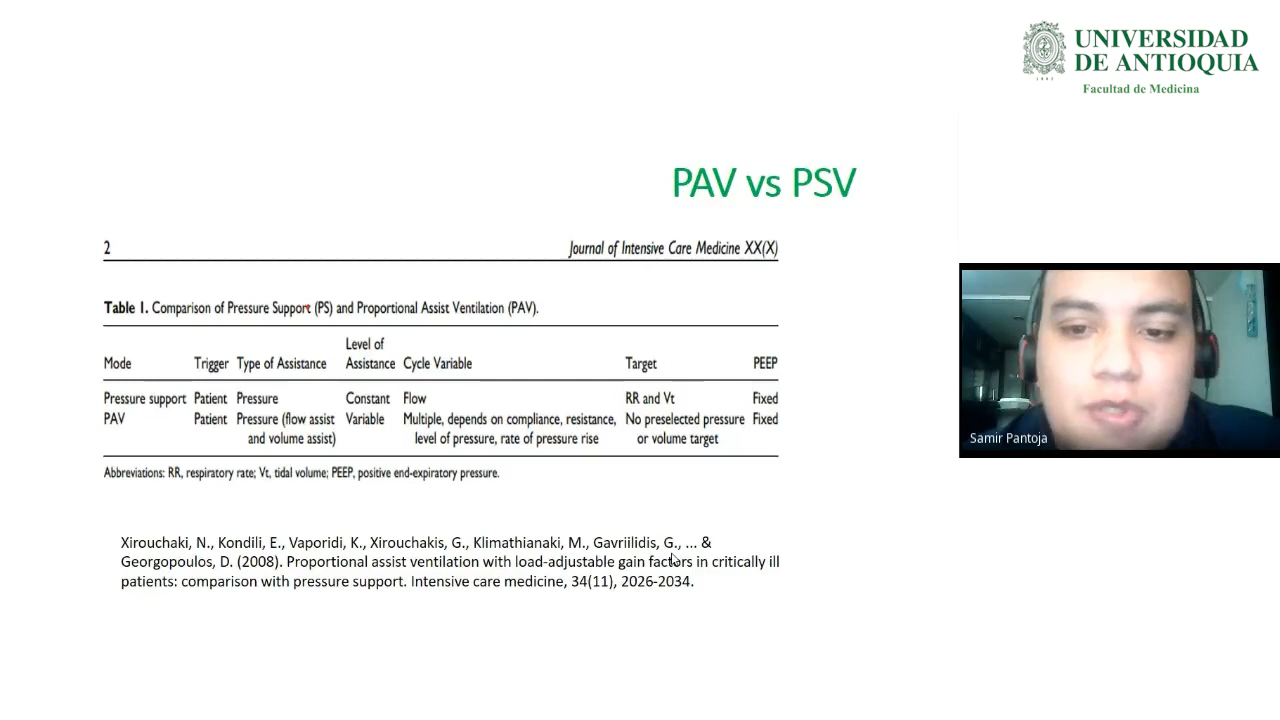 UNIVERSIDAD
DE ANTIOQUIA
Facultad de Medicina
1803
PAV vs PSV
2 Journal of Intensive Care Medicine XX(X)
Table 1. Comparison of Pressure Support (PS) and Proportional Assist Ventilation (PAV).
Level of
Mode Trigger Type of Assistance Assistance Cycle Variable Target PEEP
Pressure support Patient Pressure Constant Flow RR and Vt Fixed
PAV Patient Pressure (flow assist Variable Multiple, depends on compliance, resistance, No preselected pressure Fixed
and volume assist) level of pressure, rate of pressure rise or volume target
Abbreviations: RR, respiratory rate; Vt, tidal volume; PEEP, positive end-expiratory pressure.
Xirouchaki, N., Kondili, E., Vaporidi, K., Xirouchakis, G., Klimathianaki, M., Gavriilidis, G., ... &
Georgopoulos, D. (2008). Proportional assist ventilation with load-adjustable gain factors in critically ill
patients: comparison with pressure support. Intensive care medicine, 34(11), 2026-2034.
Samir Pantoja